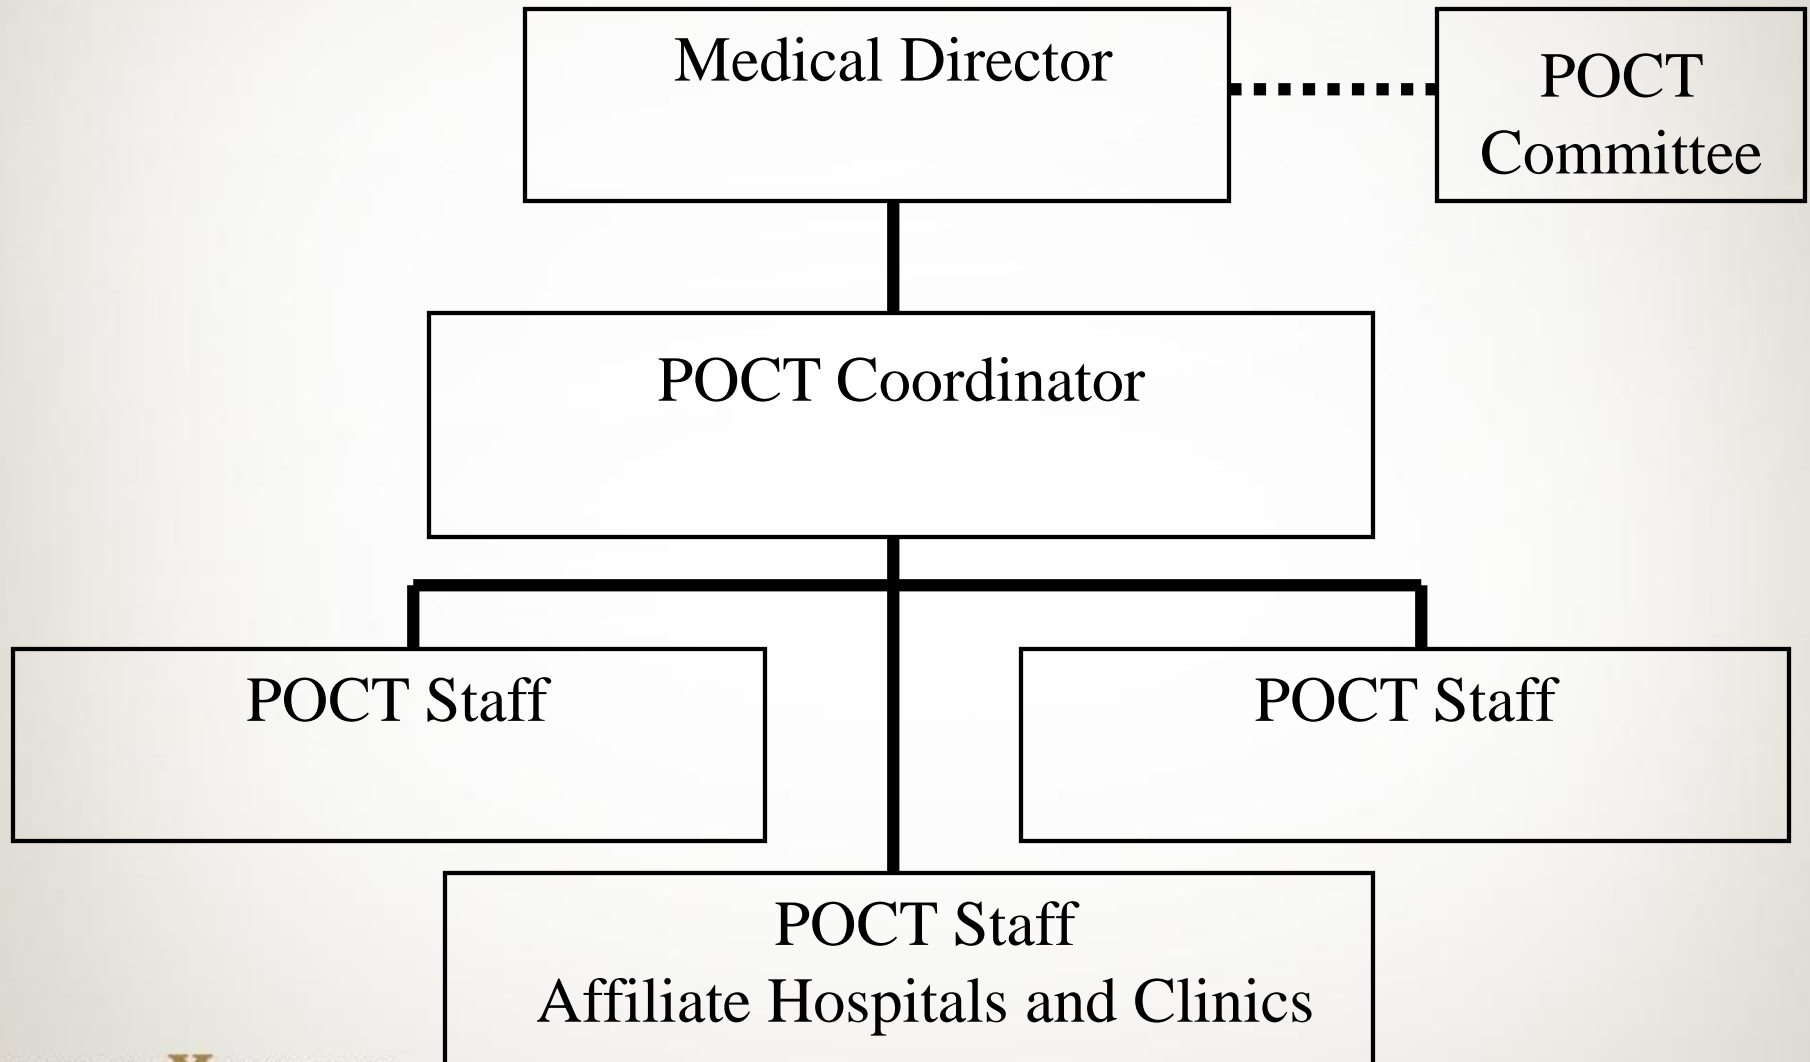 Medical Director
POCT
Committee
POCT Coordinator
POCT Staff
POCT Staff
POCT Staff
Affiliate Hospitals and Clinics